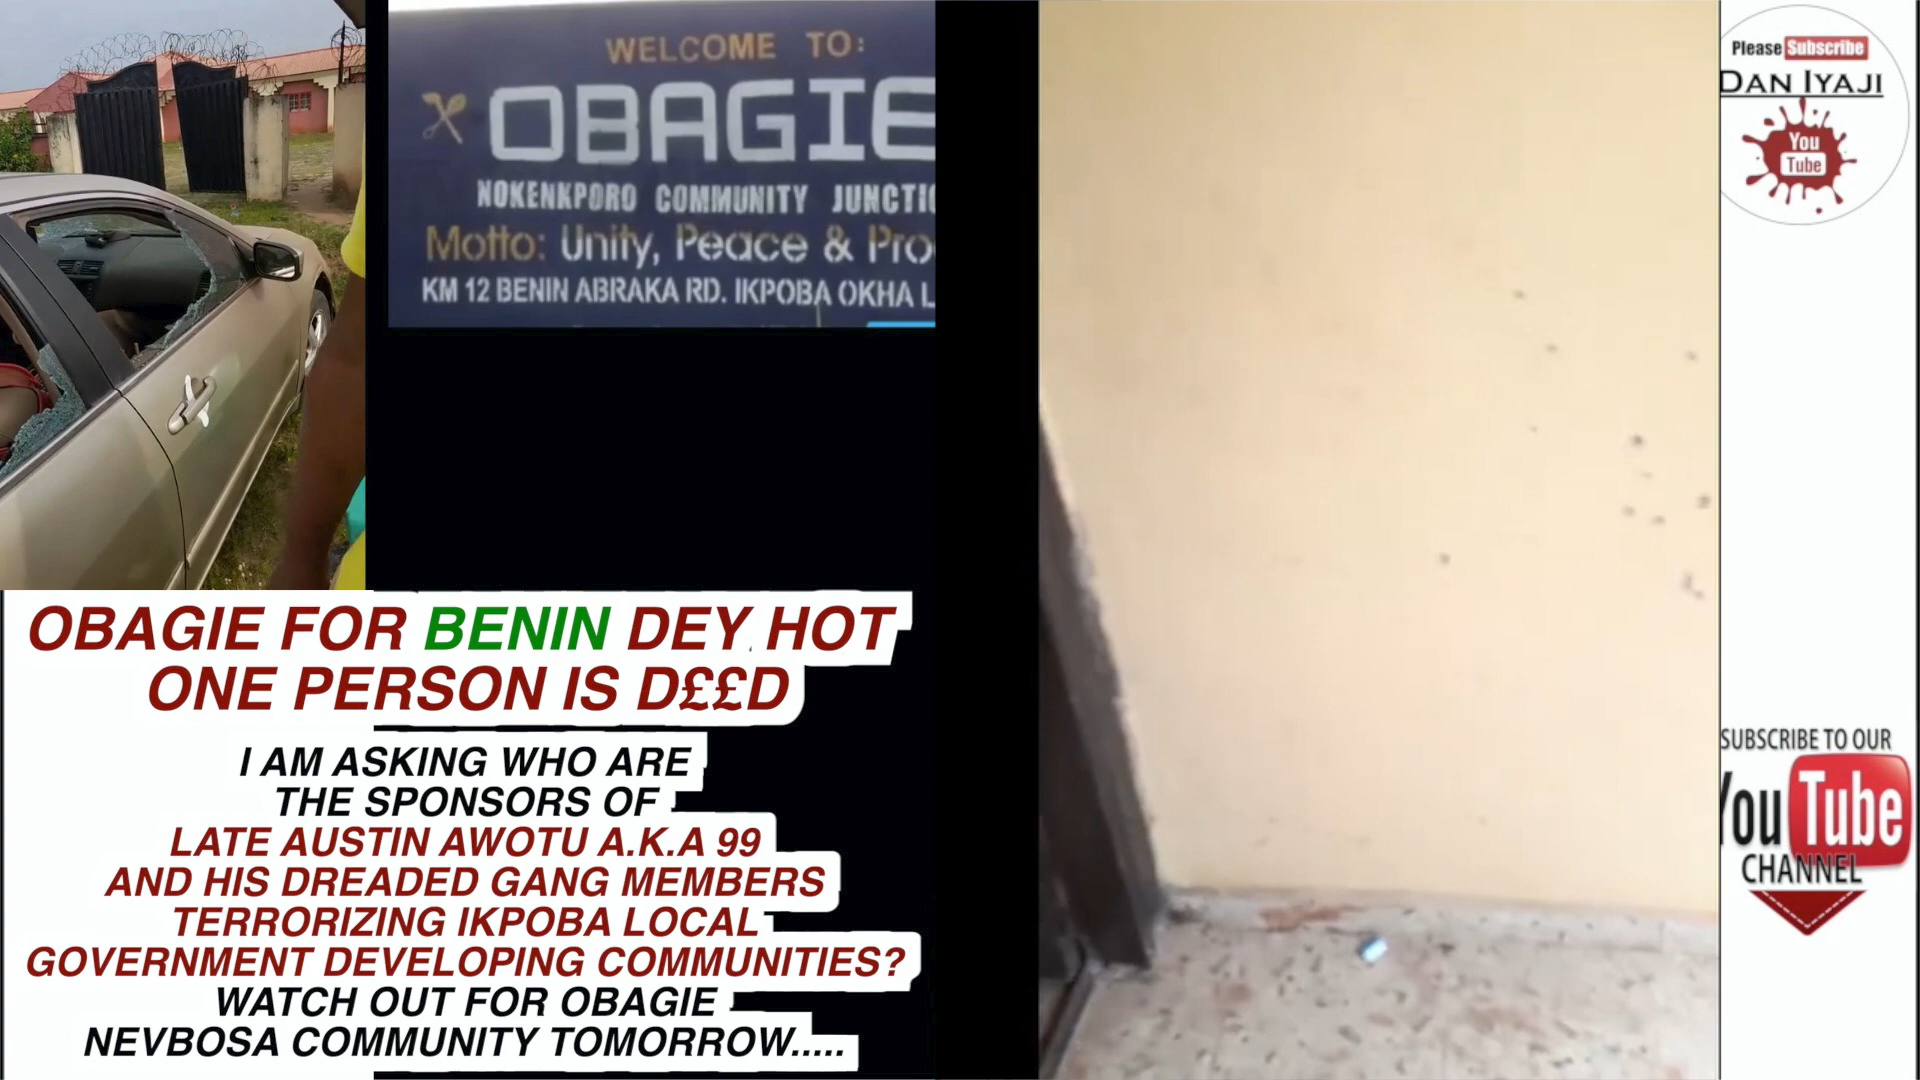 WELCOME TO:
OBAGIE
NOKENKPORO COMMUNITY JUNCTI
Motto: Unity, Peace & Pro
KM 12 BENIN ABRAKA RD. IKPOBA OKHA L
OBAGIE FOR BENIN DEY HOT
ONE PERSON IS D££D
I AM ASKING WHO ARE
THE SPONSORS OF
LATE AUSTIN AWOTU A.K.A 99
AND HIS DREADED GANG MEMBERS
TERRORIZING IKPOBA LOCAL
GOVERNMENT DEVELOPING COMMUNITIES?
WATCH OUT FOR OBAGIE
NEVBOSA COMMUNITY TOMORROW.....
Please Subscribe
DAN IYAJI
You
Tube
SUBSCRIBE TO OUR
You Tube
CHANNEL